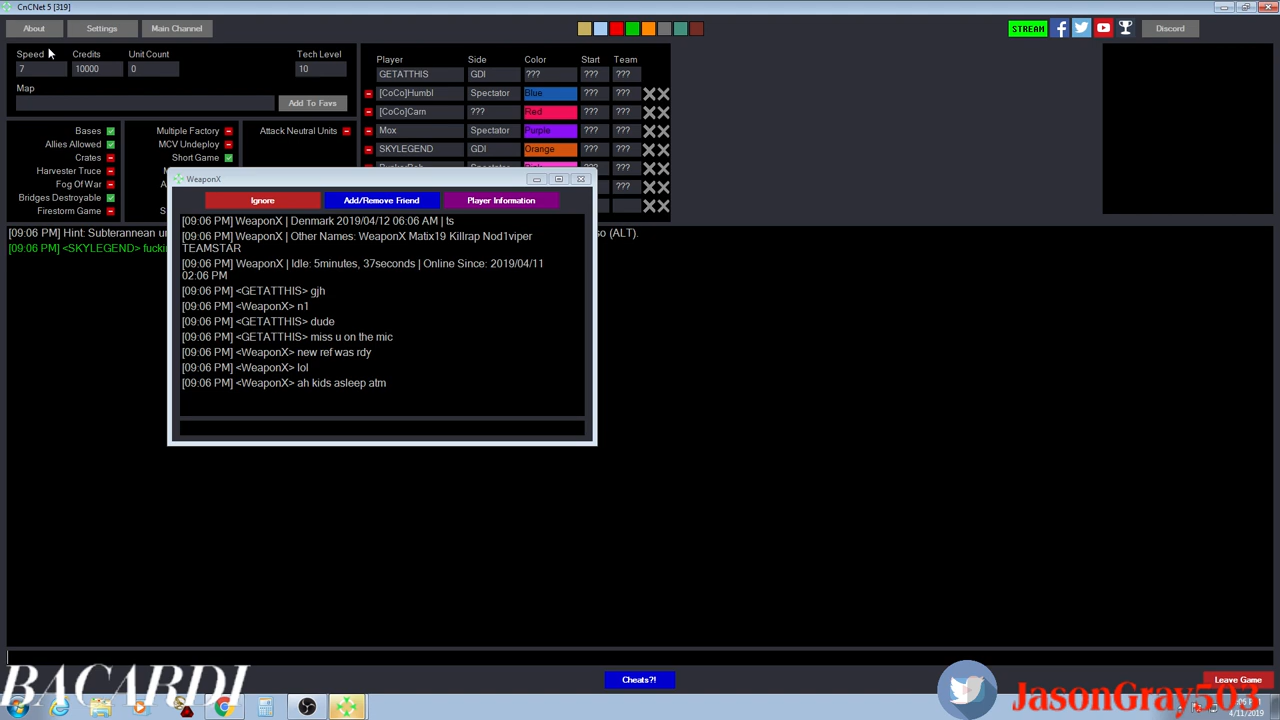 CnCNet 5 [319]
About Settings Main Channel STREAM Discord
Speed Credits Unit Count Tech Level
7 10000 0 10
Map
Add To Favs
Player Side Color Start Team
GETATTHIS GDI ??? ??? ???
[CoCo]Humbl Spectator Blue ??? ???
[CoCo]Carn ??? Red ??? ???
Mox Spectator Purple ??? ???
SKYLEGEND GDI Orange ??? ???
???
Bases Multiple Factory Attack Neutral Units
Allies Allowed MCV Undeploy
Crates Short Game
Harvester Truce
Fog Of War
Bridges Destroyable
Firestorm Game
WeaponX
Ignore Add/Remove Friend Player Information
[09:06 PM] WeaponX | Denmark 2019/04/12 06:06 AM | ts
[09:06 PM] WeaponX | Other Names: WeaponX Matix19 Killrap Nod1viper
TEAMSTAR
[09:06 PM] WeaponX | Idle: 5minutes, 37seconds | Online Since: 2019/04/11
02:06 PM
[09:06 PM] <GETATTHIS> gjh
[09:06 PM] <WeaponX> n1
[09:06 PM] <GETATTHIS> dude
[09:06 PM] <GETATTHIS> miss u on the mic
[09:06 PM] <WeaponX> new ref was rdy
[09:06 PM] <WeaponX> lol
[09:06 PM] <WeaponX> ah kids asleep atm
[09:06 PM] Hint: Subterannean un so (ALT).
[09:06 PM] <SKYLEGEND> fuckin
Cheats?!
Leave Game
BACARDI
JasonGray503
4/11/2019